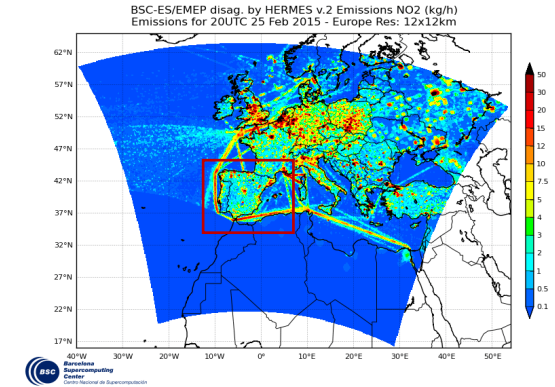 BSC-ES/EMEP disag. by HERMES v.2 Emissions NO2 (kg/h)
Emissions for 20UTC 25 Feb 2015 - Europe Res: 12x12km
62°N
57°N
52°N
47°N
42°N
37°N
32°N
27°N
22°N
17°N
40°W 30°W 20°W 10°W 0° 10°E 20°E 30°E 40°E 50°E
50
30
20
15
12
10
7.5
5
4
3
2
1
0.5
0.1
BSC
Barcelona
Supercomputing
Center
Centro Nacional de Supercomputación